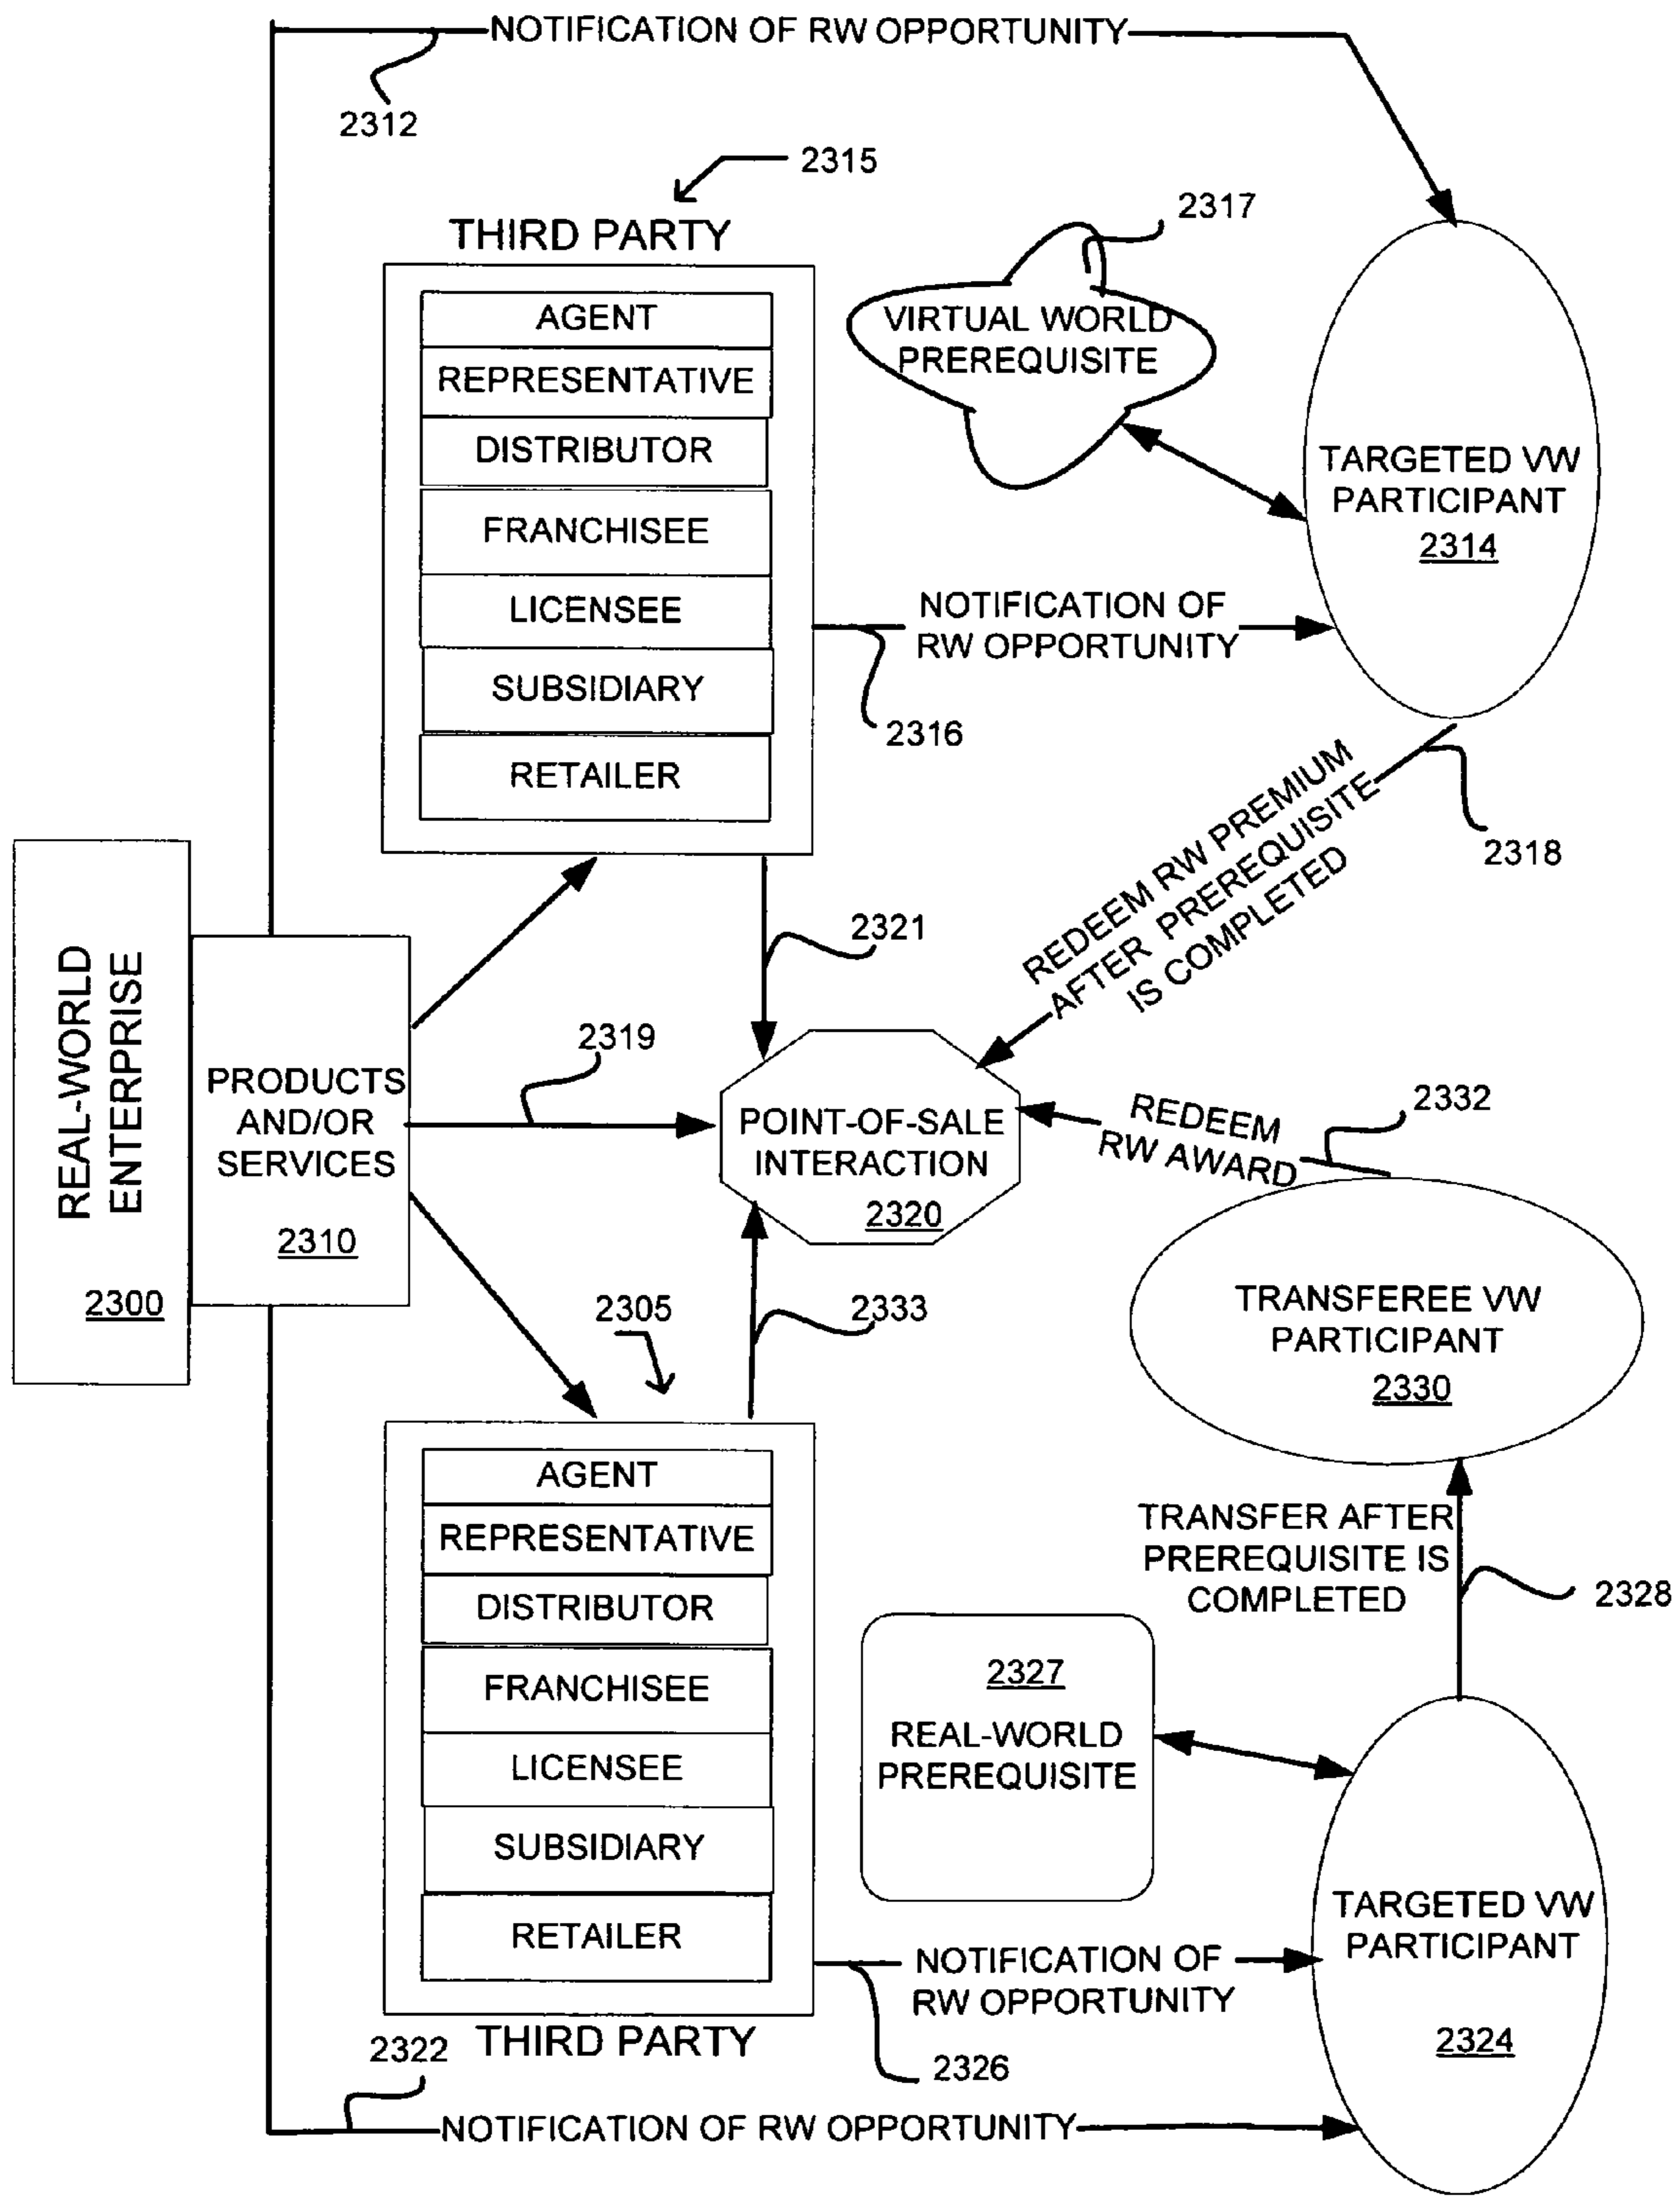 NOTIFICATION OF RW OPPORTUNITY
2312
2315
THIRD PARTY
AGENT
REPRESENTATIVE
DISTRIBUTOR
FRANCHISEE
LICENSEE
SUBSIDIARY
RETAILER
2317
VIRTUAL WORLD
PREREQUISITE
TARGETED VW
PARTICIPANT
2314
NOTIFICATION OF
RW OPPORTUNITY
2316
2318
REDEEM RW PREMIUM
AFTER PREREQUISITE
IS COMPLETED
2321
REAL-WORLD
ENTERPRISE
2300
PRODUCTS
AND/OR
SERVICES
2310
2319
POINT-OF-SALE
INTERACTION
2320
REDEEM
RW AWARD
2332
TRANSFEREE VW
PARTICIPANT
2330
2305
2333
AGENT
REPRESENTATIVE
DISTRIBUTOR
FRANCHISEE
LICENSEE
SUBSIDIARY
RETAILER
THIRD PARTY
TRANSFER AFTER
PREREQUISITE IS
COMPLETED
2328
2327
REAL-WORLD
PREREQUISITE
TARGETED VW
PARTICIPANT
2324
NOTIFICATION OF
RW OPPORTUNITY
2326
2322
NOTIFICATION OF RW OPPORTUNITY